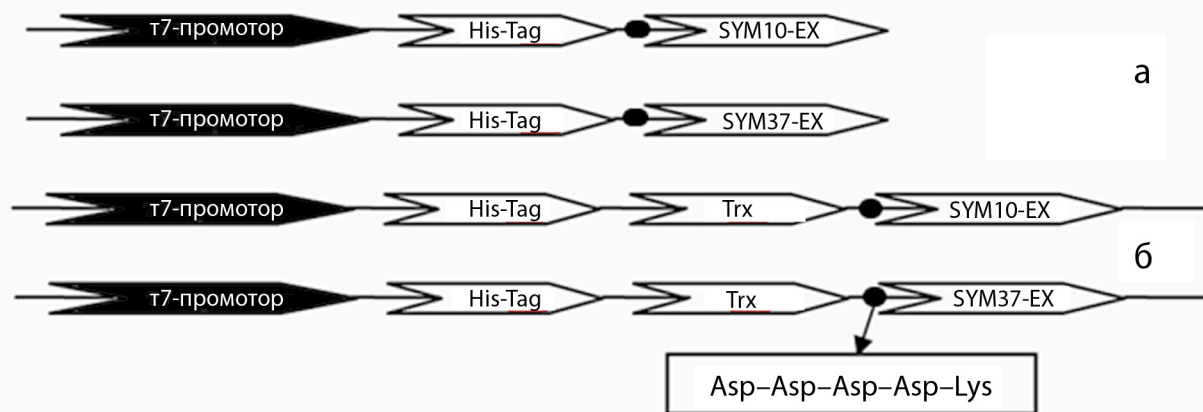 т7-промотор His-Tag SYM10-EX
а
т7-промотор His-Tag SYM37-EX
т7-промотор His-Tag Trx SYM10-EX
б
т7-промотор His-Tag Trx SYM37-EX
Asp–Asp–Asp–Asp–Lys